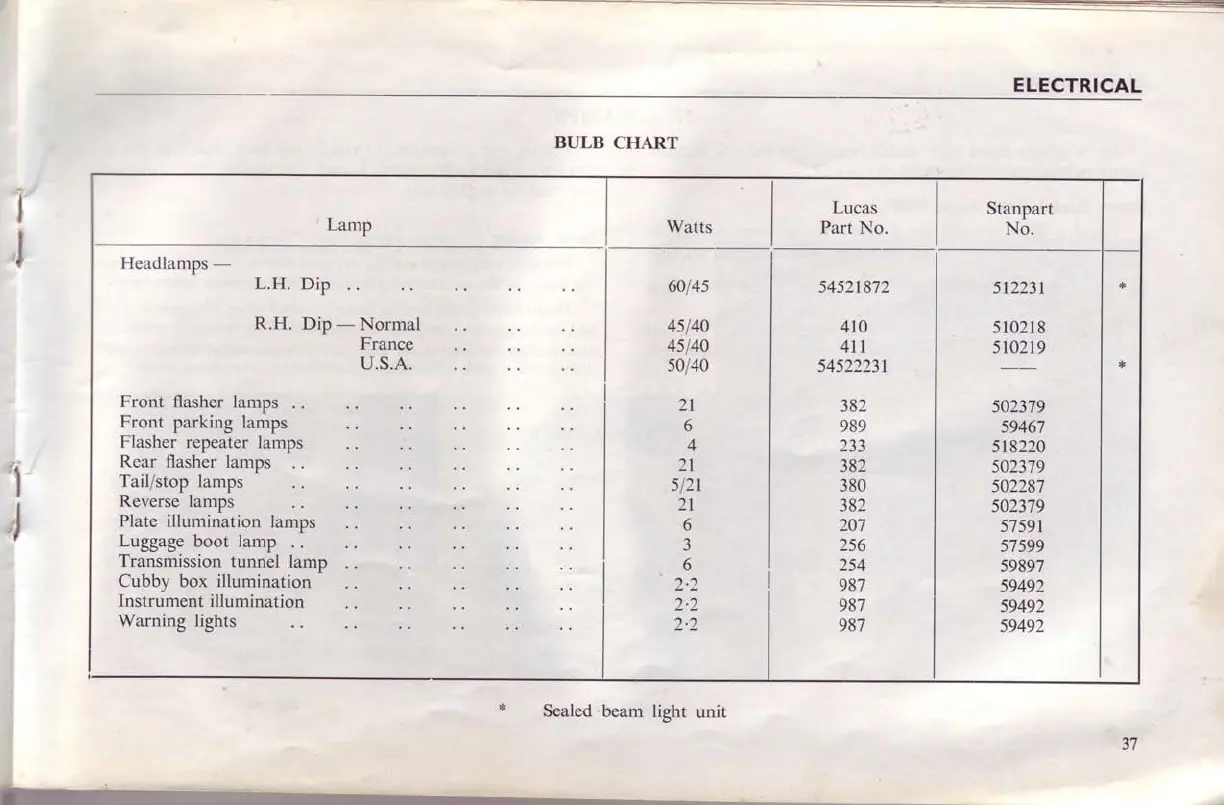 ELECTRICAL
BULB CHART
Lamp Watts Lucas Part No. Stanpart No.
Headlamps —
L.H. Dip .. .. .. .. .. 60/45 54521872 512231 *
R.H. Dip — Normal .. .. .. 45/40 410 510218
France .. .. .. 45/40 411 510219
U.S.A. .. .. .. 50/40 54522231 —— *
Front flasher lamps .. .. .. .. .. .. 21 382 502379
Front parking lamps .. .. .. .. .. 6 989 59467
Flasher repeater lamps .. .. .. .. .. 4 233 518220
Rear flasher lamps .. .. .. .. .. .. 21 382 502379
Tail/stop lamps .. .. .. .. .. .. 5/21 380 502287
Reverse lamps .. .. .. .. .. .. 21 382 502379
Plate illumination lamps .. .. .. .. .. 6 207 57591
Luggage boot lamp .. .. .. .. .. .. 3 256 57599
Transmission tunnel lamp .. .. .. .. .. 6 254 59897
Cubby box illumination .. .. .. .. .. 2·2 987 59492
Instrument illumination .. .. .. .. .. 2·2 987 59492
Warning lights .. .. .. .. .. .. 2·2 987 59492
* Sealed beam light unit
37